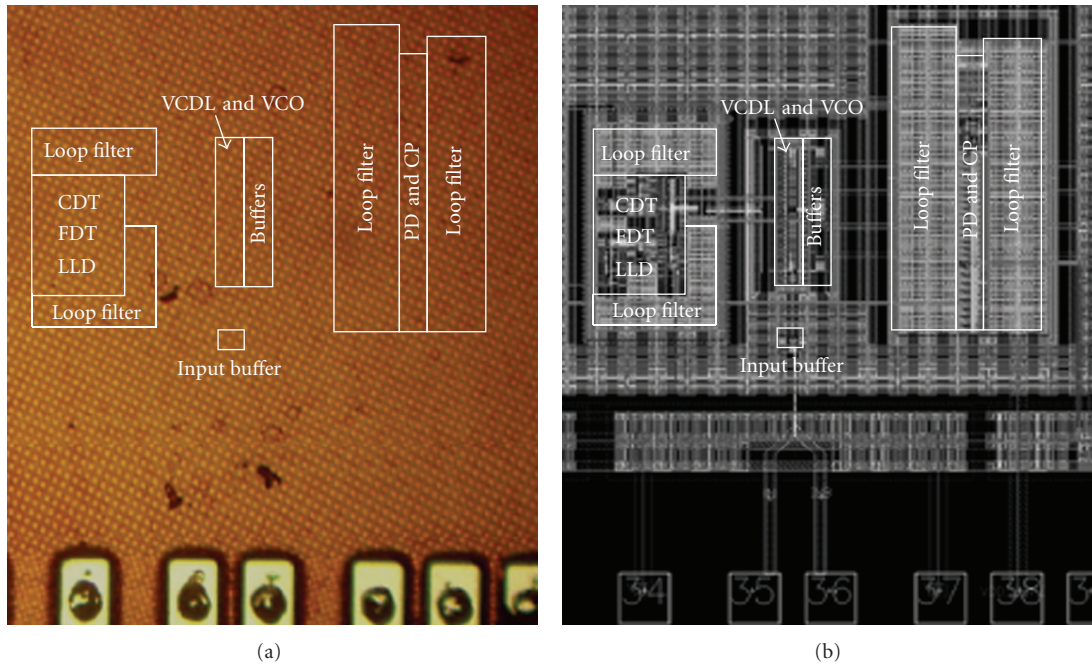 VCDL and VCO
Loop filter
CDT
FDT
LLD
Loop filter
Buffers
Input buffer
Loop filter
PD and CP
Loop filter
(a)
VCDL and VCO
Loop filter
CDT
FDT
LLD
Loop filter
Buffers
Input buffer
Loop filter
PD and CP
Loop filter
34
35
36
37
38
(b)